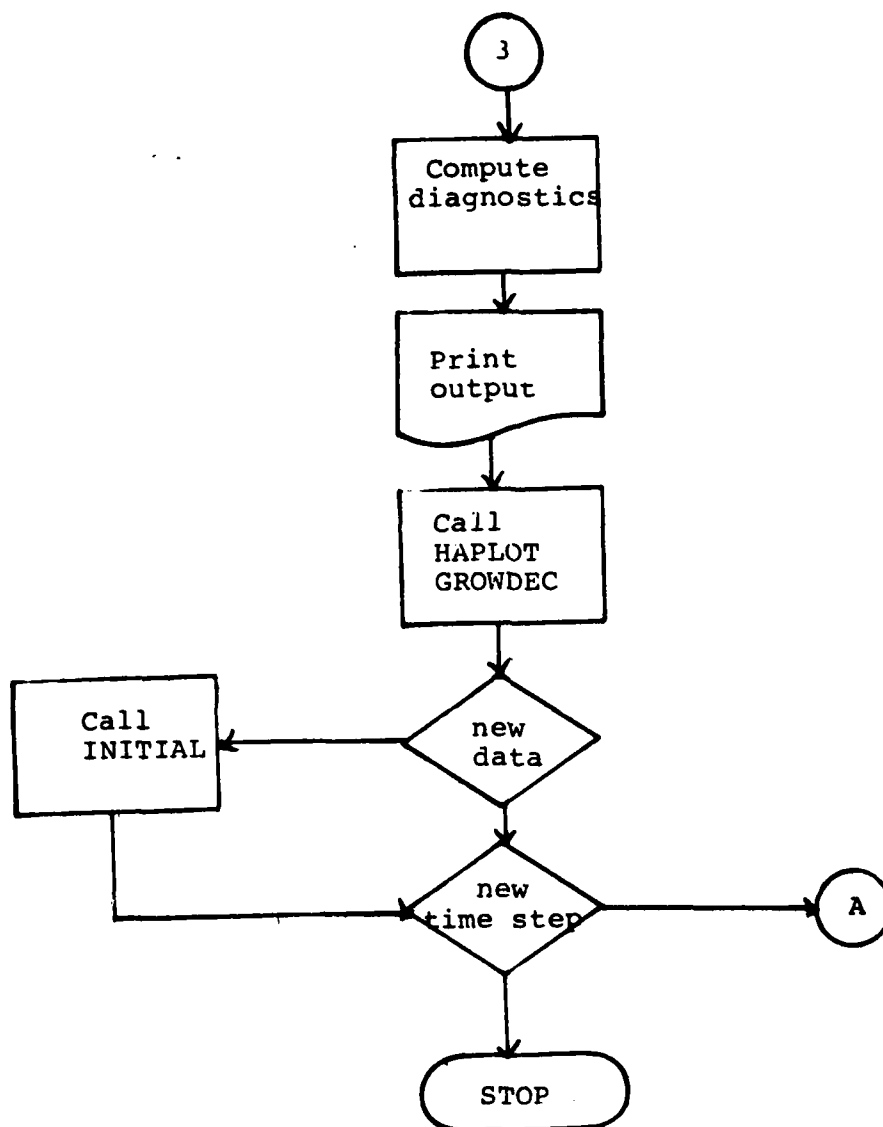 3
Compute
diagnostics
Print
output
Call
HAPLOT
GROWDEC
new
data
Call
INITIAL
new
time step
A
STOP